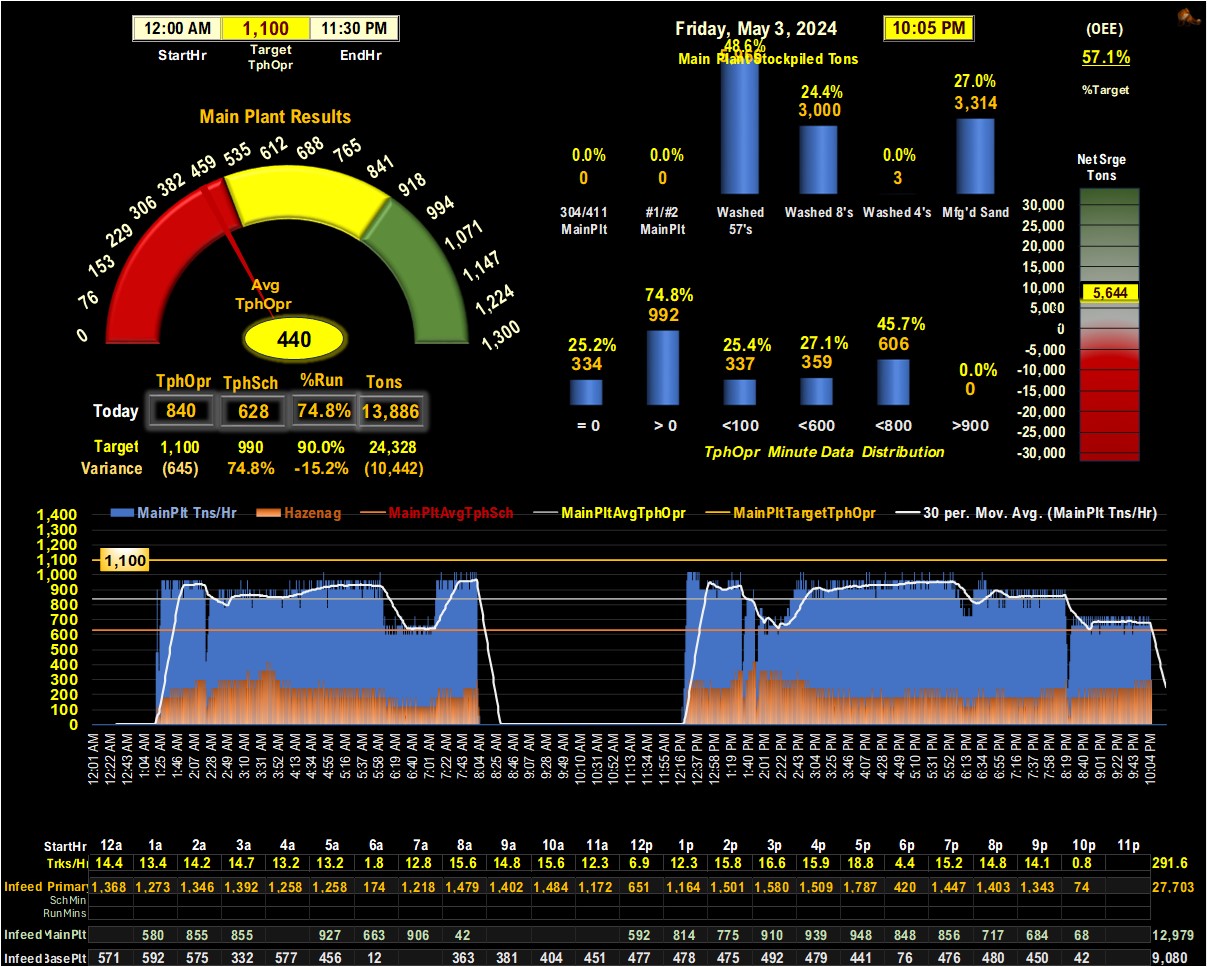 12:00 AM 1,100 11:30 PM
StartHr Target TphOpr EndHr
Friday, May 3, 2024 10:05 PM
(OEE)
57.1%
%Target
Main Plant Results
0 76 153 229 306 382 459 535 612 688 765 841 918 994 1,071 1,147 1,224 1,300
Avg
TphOpr
440
TphOpr TphSch %Run Tons
Today 840 628 74.8% 13,886
Target 1,100 990 90.0% 24,328
Variance (645) 74.8% -15.2% (10,442)
Main Plant Stockpiled Tons
0.0% 0.0% 48.6% 24.4% 0.0% 27.0%
0 0 3,000 3 3,314
304/411 MainPlt
#1/#2 MainPlt
Washed 57's
Washed 8's
Washed 4's
Mfg'd Sand
25.2% 74.8% 25.4% 27.1% 45.7% 0.0%
334 992 337 359 606 0
= 0 > 0 <100 <600 <800 >900
TphOpr Minute Data Distribution
Net Srge
Tons
30,000
25,000
20,000
15,000
10,000
5,644
5,000
0
-5,000
-10,000
-15,000
-20,000
-25,000
-30,000
MainPlt Tns/Hr Hazenag MainPltAvgTphSch MainPltAvgTphOpr MainPltTargetTphOpr 30 per. Mov. Avg. (MainPlt Tns/Hr)
1,400
1,300
1,200
1,100
1,100
1,000
900
800
700
600
500
400
300
200
100
0
12:01 AM 12:22 AM 12:43 AM 1:04 AM 1:25 AM 1:46 AM 2:07 AM 2:28 AM 2:49 AM 3:10 AM 3:31 AM 3:52 AM 4:13 AM 4:34 AM 4:55 AM 5:16 AM 5:37 AM 5:58 AM 6:19 AM 6:40 AM 7:01 AM 7:22 AM 7:43 AM 8:04 AM 8:25 AM 8:46 AM 9:07 AM 9:28 AM 9:49 AM 10:10 AM 10:31 AM 10:52 AM 11:13 AM 11:34 AM 11:55 AM 12:16 PM 12:37 PM 12:58 PM 1:19 PM 1:40 PM 2:01 PM 2:22 PM 2:43 PM 3:04 PM 3:25 PM 3:46 PM 4:07 PM 4:28 PM 4:49 PM 5:10 PM 5:31 PM 5:52 PM 6:13 PM 6:34 PM 6:55 PM 7:16 PM 7:37 PM 7:58 PM 8:19 PM 8:40 PM 9:01 PM 9:22 PM 9:43 PM 10:04 PM
StartHr 12a 1a 2a 3a 4a 5a 6a 7a 8a 9a 10a 11a 12p 1p 2p 3p 4p 5p 6p 7p 8p 9p 10p 11p
Trks/Hr 14.4 13.4 14.2 14.7 13.2 13.2 1.8 12.8 15.6 14.8 15.6 12.3 6.9 12.3 15.8 16.6 15.9 18.8 4.4 15.2 14.8 14.1 0.8 291.6
Infeed Primary 1,368 1,273 1,346 1,392 1,258 1,258 174 1,218 1,479 1,402 1,484 1,172 651 1,164 1,501 1,580 1,509 1,787 420 1,447 1,403 1,343 74 27,703
SchMin
RunMins
Infeed MainPlt 580 855 855 927 663 906 42 592 814 775 910 939 948 848 856 717 684 68 12,979
Infeed BasePlt 571 592 575 332 577 456 12 363 381 404 451 477 478 475 492 479 441 76 476 480 450 42 9,080